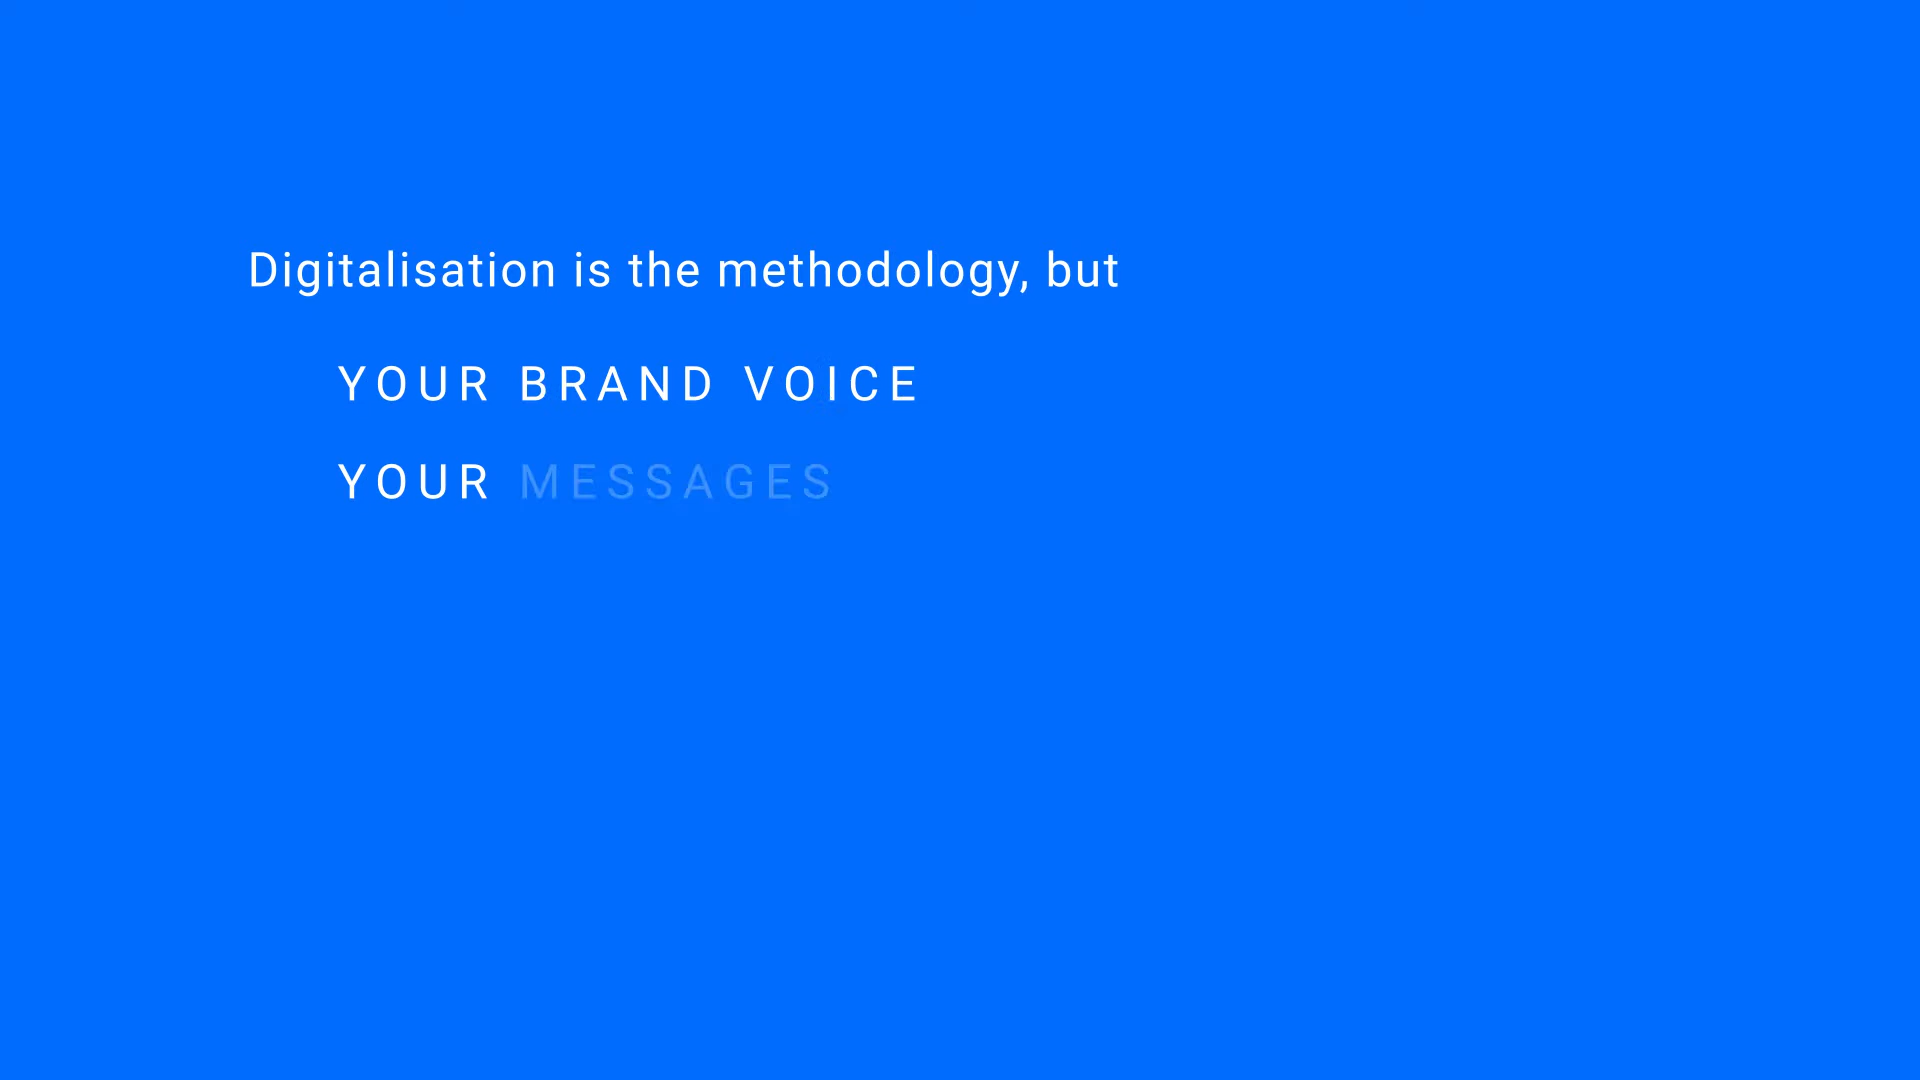 Digitalisation is the methodology, but
YOUR BRAND VOICE
YOUR MESSAGES